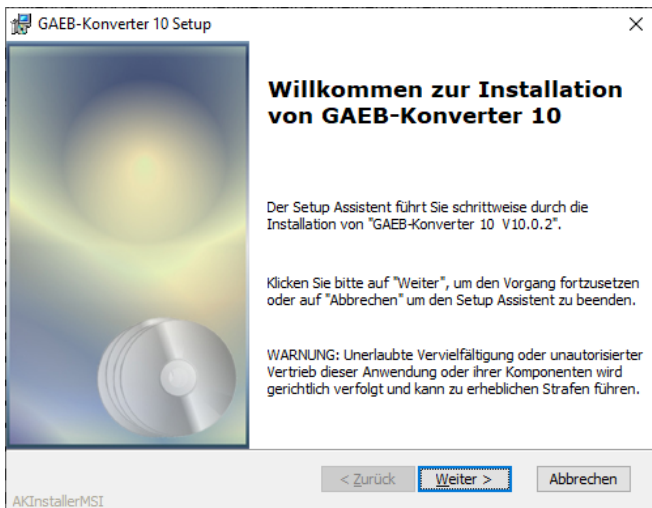 GAEB-Konverter 10 Setup
Willkommen zur Installation
von GAEB-Konverter 10
Der Setup Assistent führt Sie schrittweise durch die
Installation von "GAEB-Konverter 10  V10.0.2".
Klicken Sie bitte auf "Weiter", um den Vorgang fortzusetzen
oder auf "Abbrechen" um den Setup Assistent zu beenden.
WARNUNG: Unerlaubte Vervielfältigung oder unautorisierter
Vertrieb dieser Anwendung oder ihrer Komponenten wird
gerichtlich verfolgt und kann zu erheblichen Strafen führen.
< Zurück Weiter > Abbrechen
AKInstallerMSI